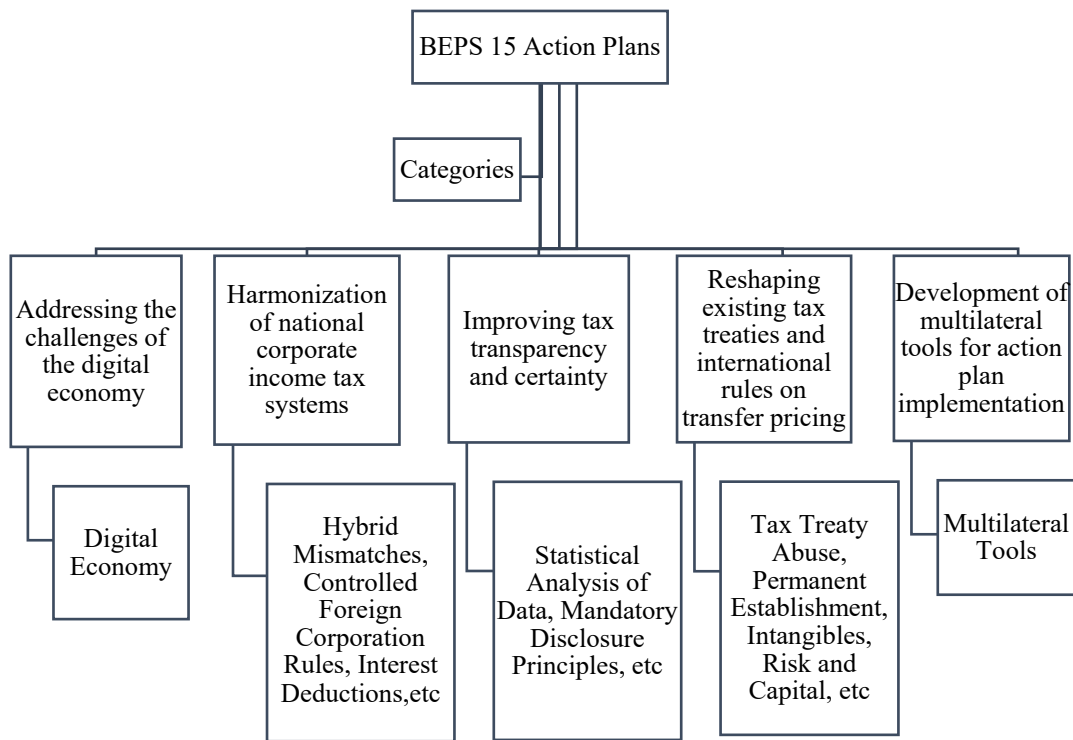 BEPS 15 Action Plans
Categories
Addressing the
challenges of
the digital
economy
Harmonization
of national
corporate
income tax
systems
Improving tax
transparency
and certainty
Reshaping
existing tax
treaties and
international
rules on
transfer pricing
Development of
multilateral
tools for action
plan
implementation
Digital
Economy
Hybrid
Mismatches,
Controlled
Foreign
Corporation
Rules, Interest
Deductions,etc
Statistical
Analysis of
Data, Mandatory
Disclosure
Principles, etc
Tax Treaty
Abuse,
Permanent
Establishment,
Intangibles,
Risk and
Capital, etc
Multilateral
Tools